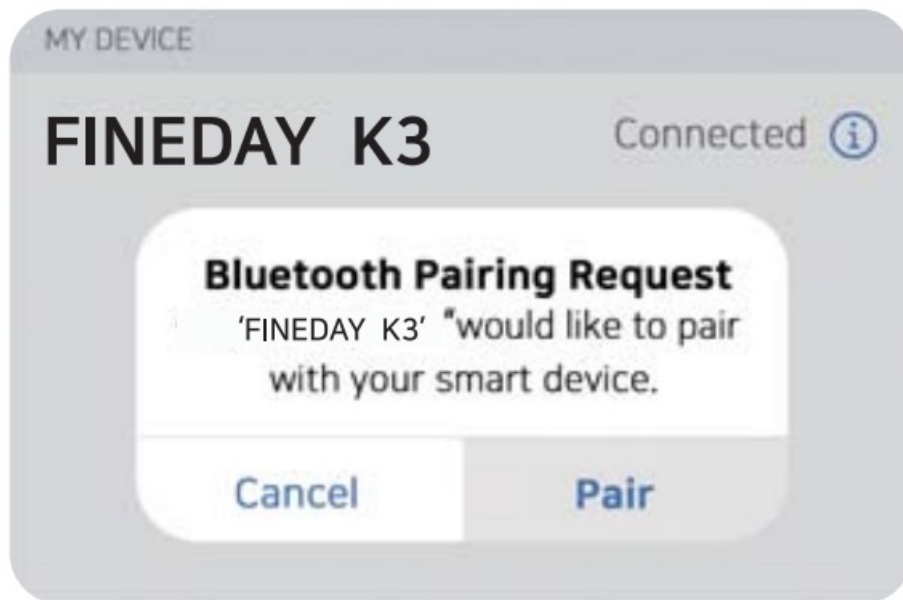 MY DEVICE
FINEDAY K3 Connected
Bluetooth Pairing Request
'FINEDAY K3' "would like to pair
with your smart device.
Cancel Pair